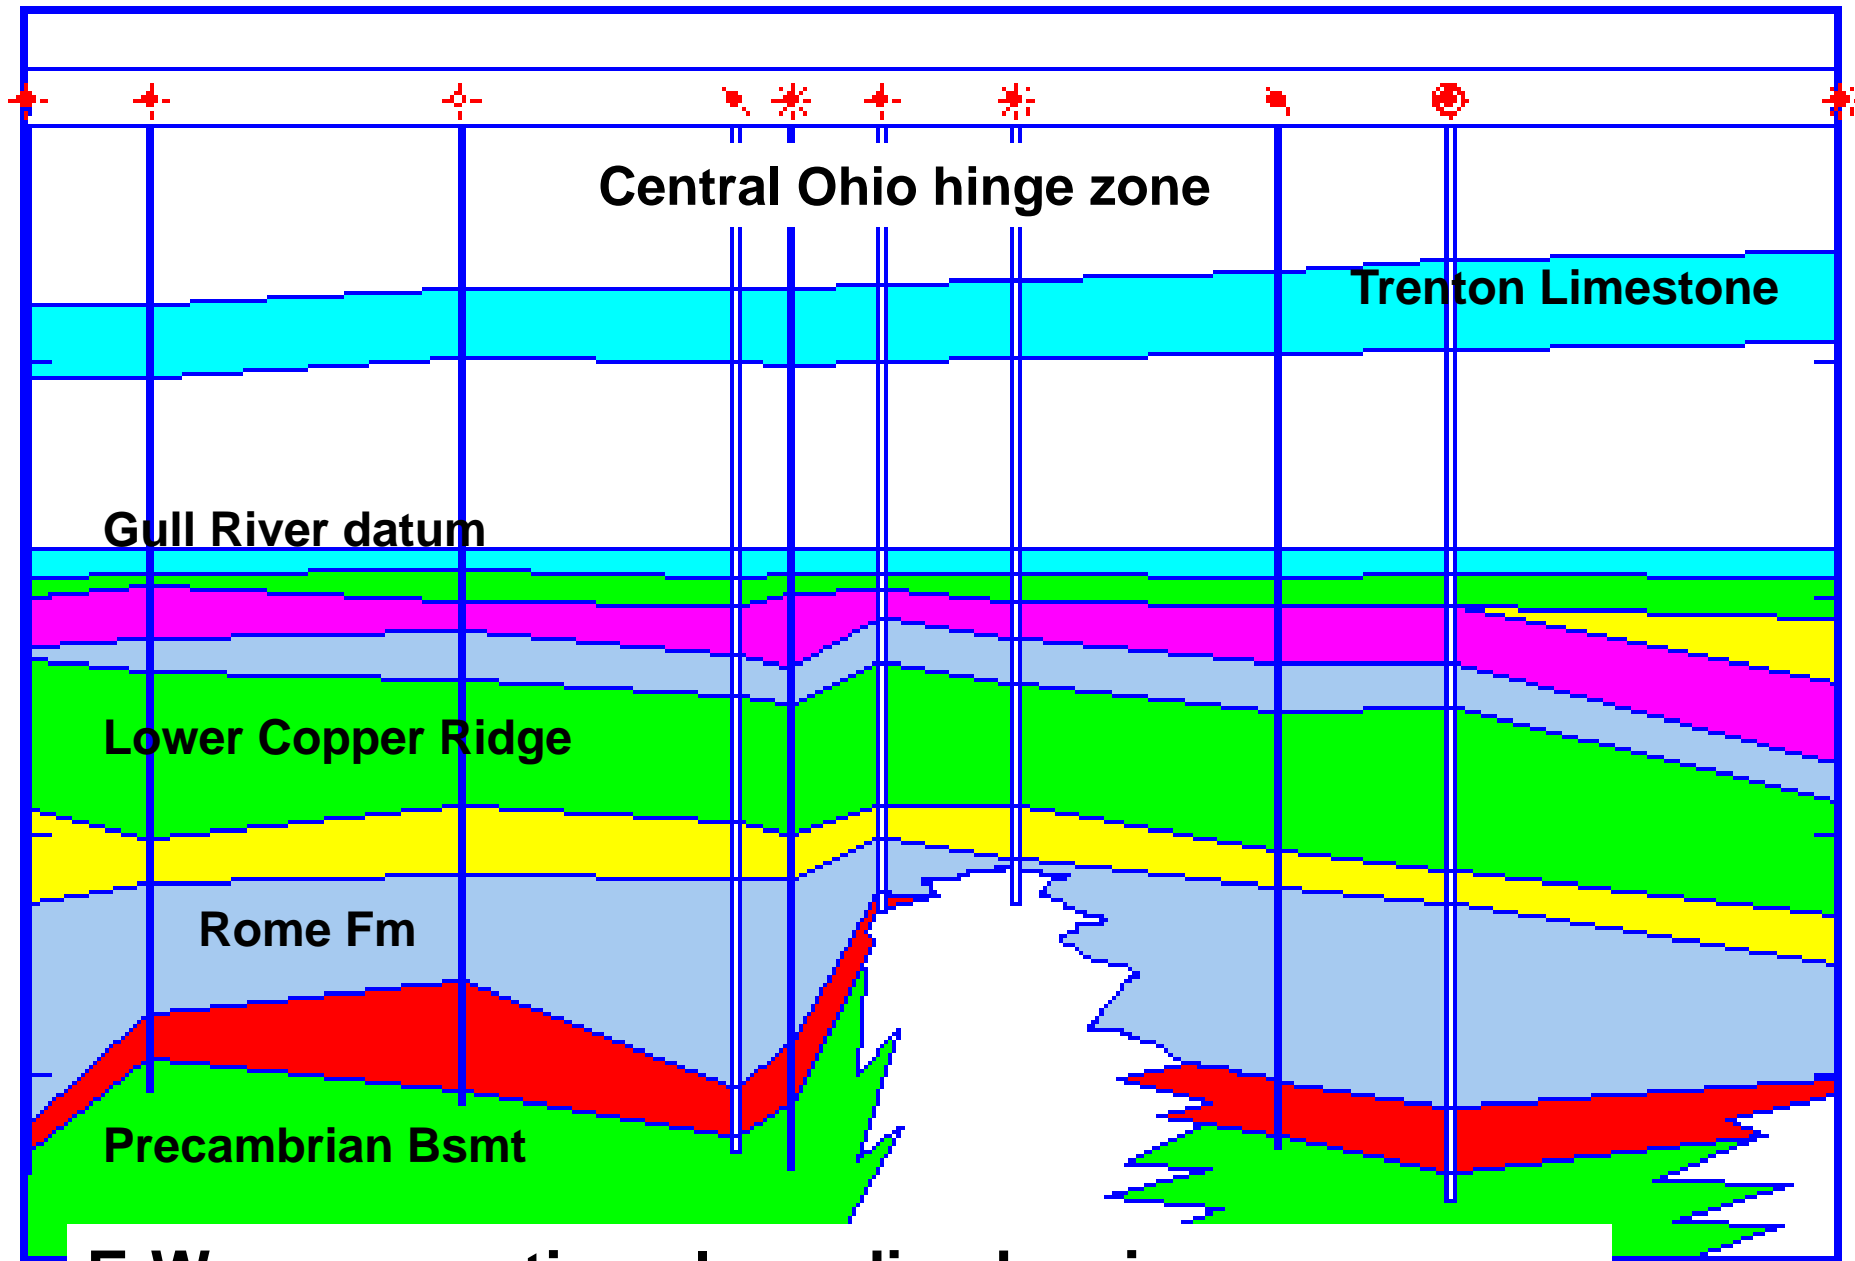 Central Ohio hinge zone
Trenton Limestone
Gull River datum
Lower Copper Ridge
Rome Fm
Precambrian Bsmt